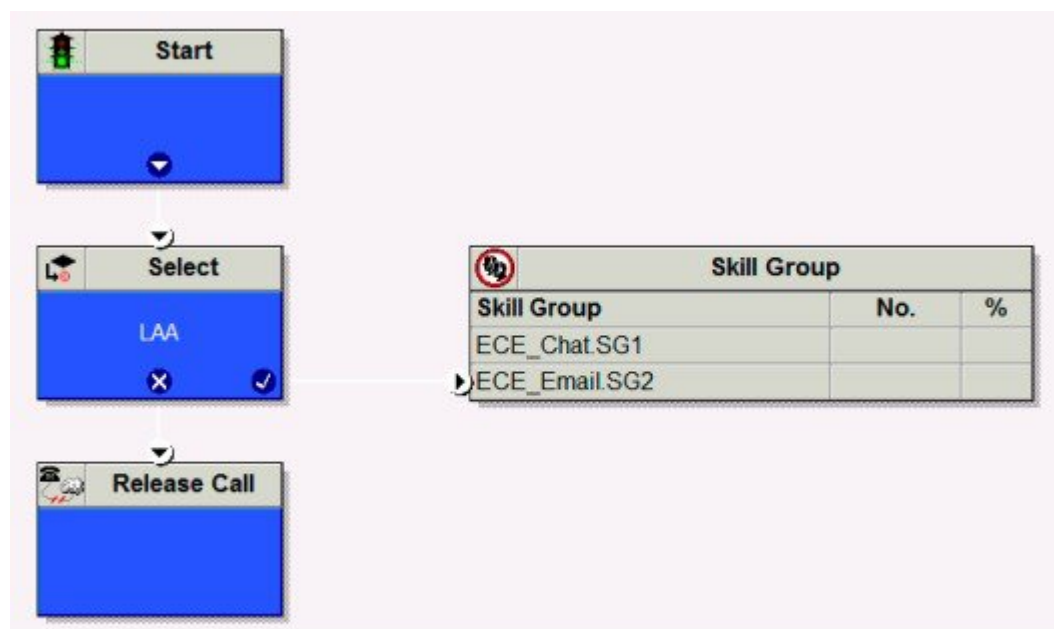 Start
Select
LAA
Skill Group
Skill Group No. %
ECE_Chat.SG1
ECE_Email.SG2
Release Call